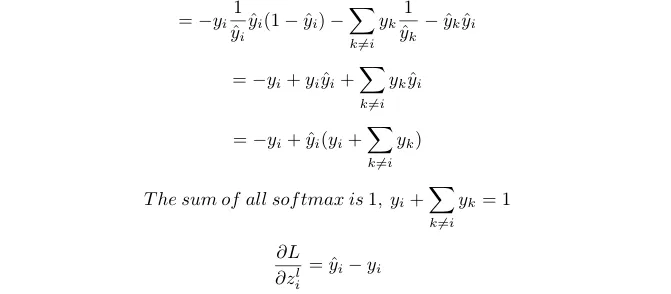 = -y_i \frac{1}{\hat{y}_i} \hat{y}_i (1 - \hat{y}_i) - \sum_{k \neq i} y_k \frac{1}{\hat{y}_k} - \hat{y}_k \hat{y}_i
= -y_i + y_i \hat{y}_i + \sum_{k \neq i} y_k \hat{y}_i
= -y_i + \hat{y}_i (y_i + \sum_{k \neq i} y_k)
The sum of all softmax is 1, y_i + \sum_{k \neq i} y_k = 1
\frac{\partial L}{\partial z_i^l} = \hat{y}_i - y_i